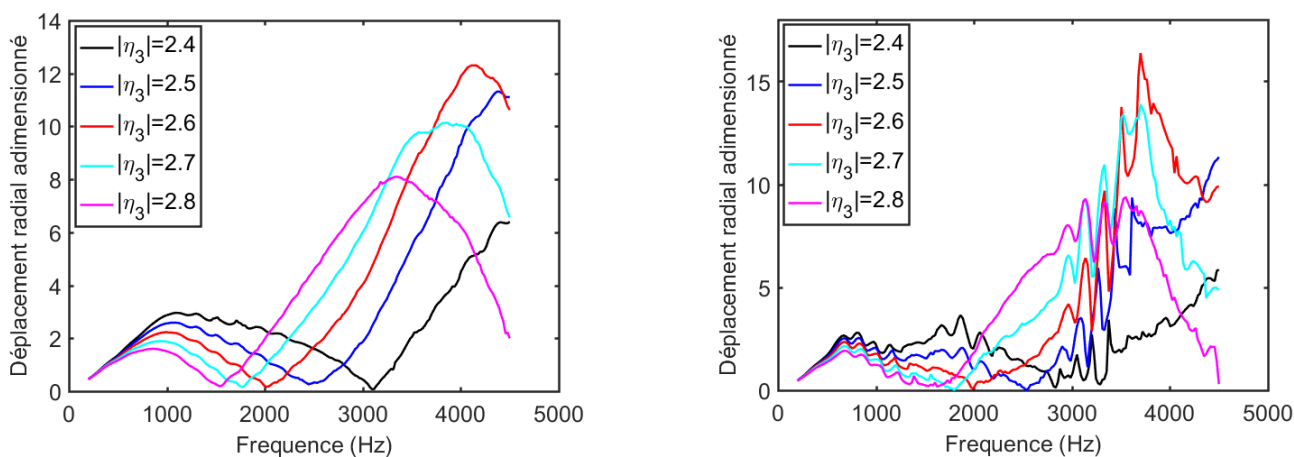 14
12
10
8
6
4
2
0
Déplacement radial adimensionné
|η3|=2.4
|η3|=2.5
|η3|=2.6
|η3|=2.7
|η3|=2.8
0 1000 2000 3000 4000 5000
Frequence (Hz)
15
10
5
0
Déplacement radial adimensionné
|η3|=2.4
|η3|=2.5
|η3|=2.6
|η3|=2.7
|η3|=2.8
0 1000 2000 3000 4000 5000
Frequence (Hz)